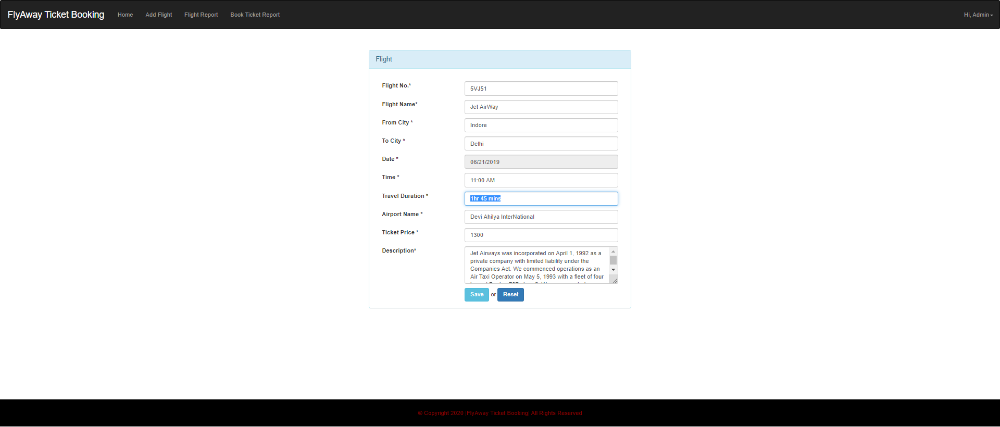 FlyAway Ticket Booking Home Add Flight Flight Report Book Ticket Report Hi, Admin
Flight
Flight No.* 5VJ51
Flight Name* Jet AirWay
From City * Indore
To City * Delhi
Date * 06/21/2019
Time * 11:00 AM
Travel Duration * 1hr 45 mins
Airport Name * Devi Ahilya InterNational
Ticket Price * 1300
Description* Jet Airways was incorporated on April 1, 1992 as a
private company with limited liability under the
Companies Act. We commenced operations as an
Air Taxi Operator on May 5, 1993 with a fleet of four
Save or Reset
© Copyright 2020 |FlyAway Ticket Booking| All Rights Reserved